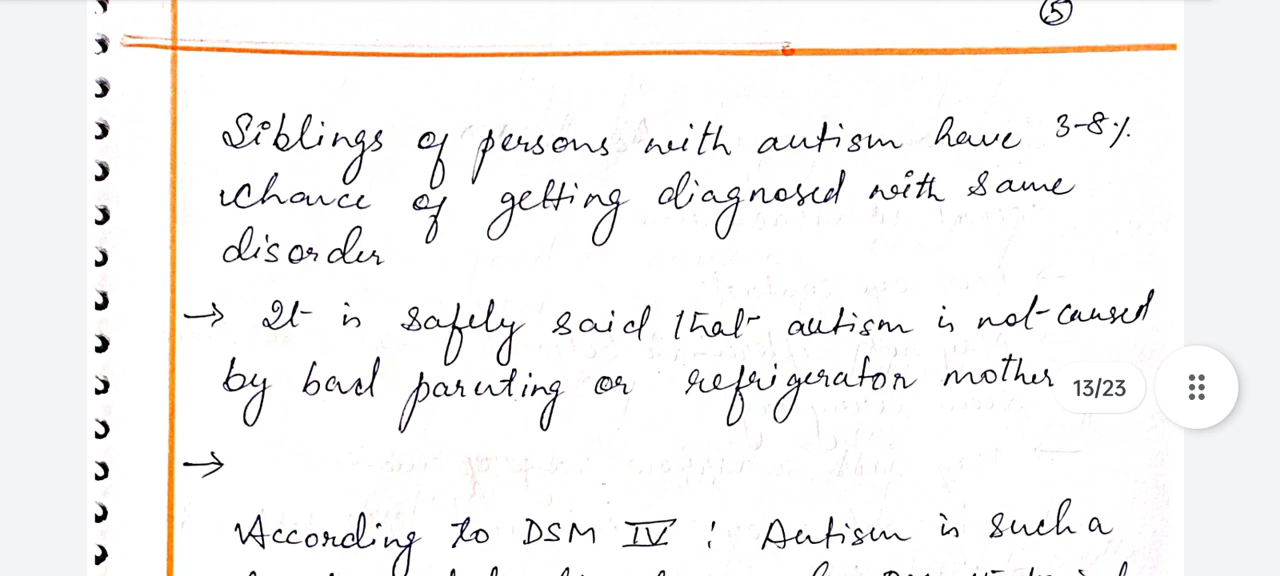 5
Siblings of persons with autism have 3-8%
chance of getting diagnosed with same
disorder
→ It is safely said that autism is not caused
by bad paruting or refrigerator mother
13/23
→
According to DSM IV : Autism is such a